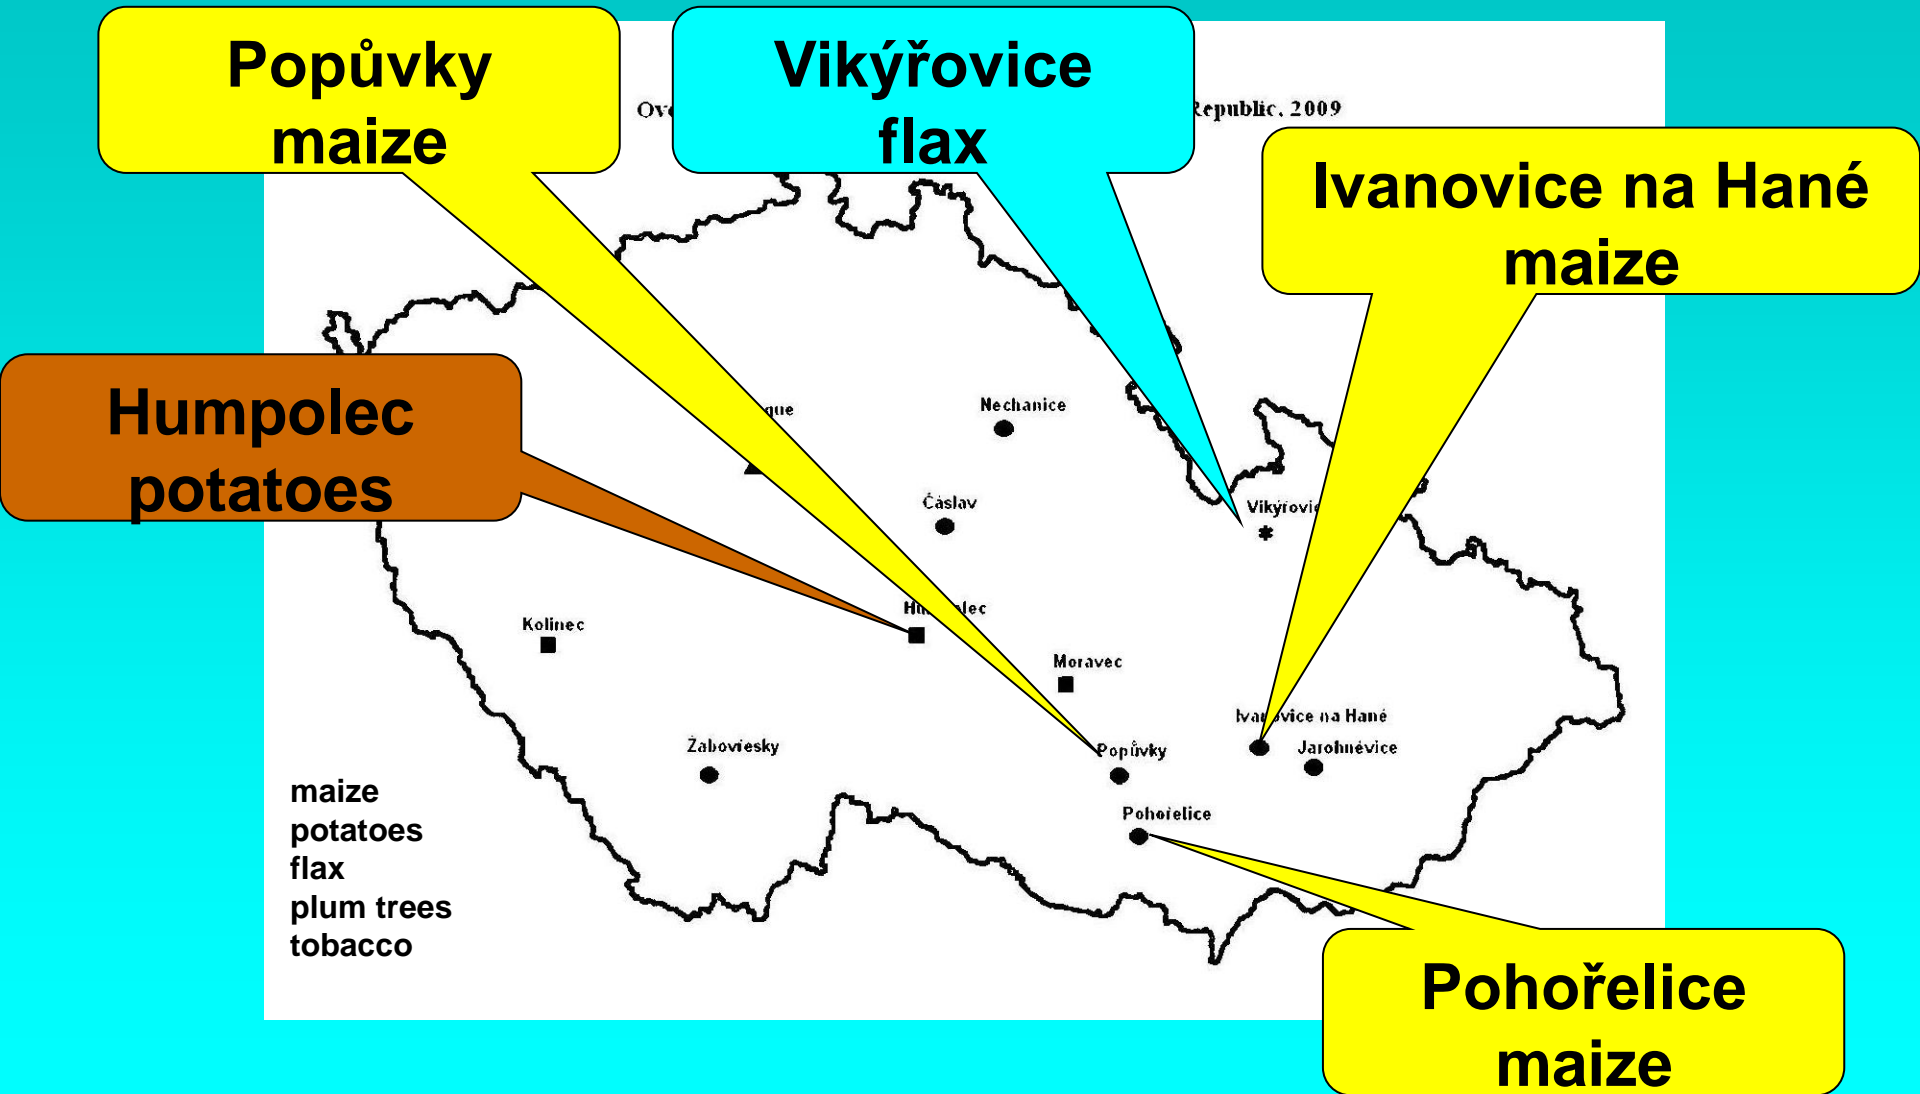 Popůvky
maize
Vikýřovice
flax
Republic, 2009
Ivanovice na Hané
maize
Humpolec
potatoes
Nechanice
Čáslav
Kolinec
Moravec
Ivanovice na Hané
Jarohněvice
Žabovřesky
Popůvky
Pohořelice
maize
potatoes
flax
plum trees
tobacco
Pohořelice
maize